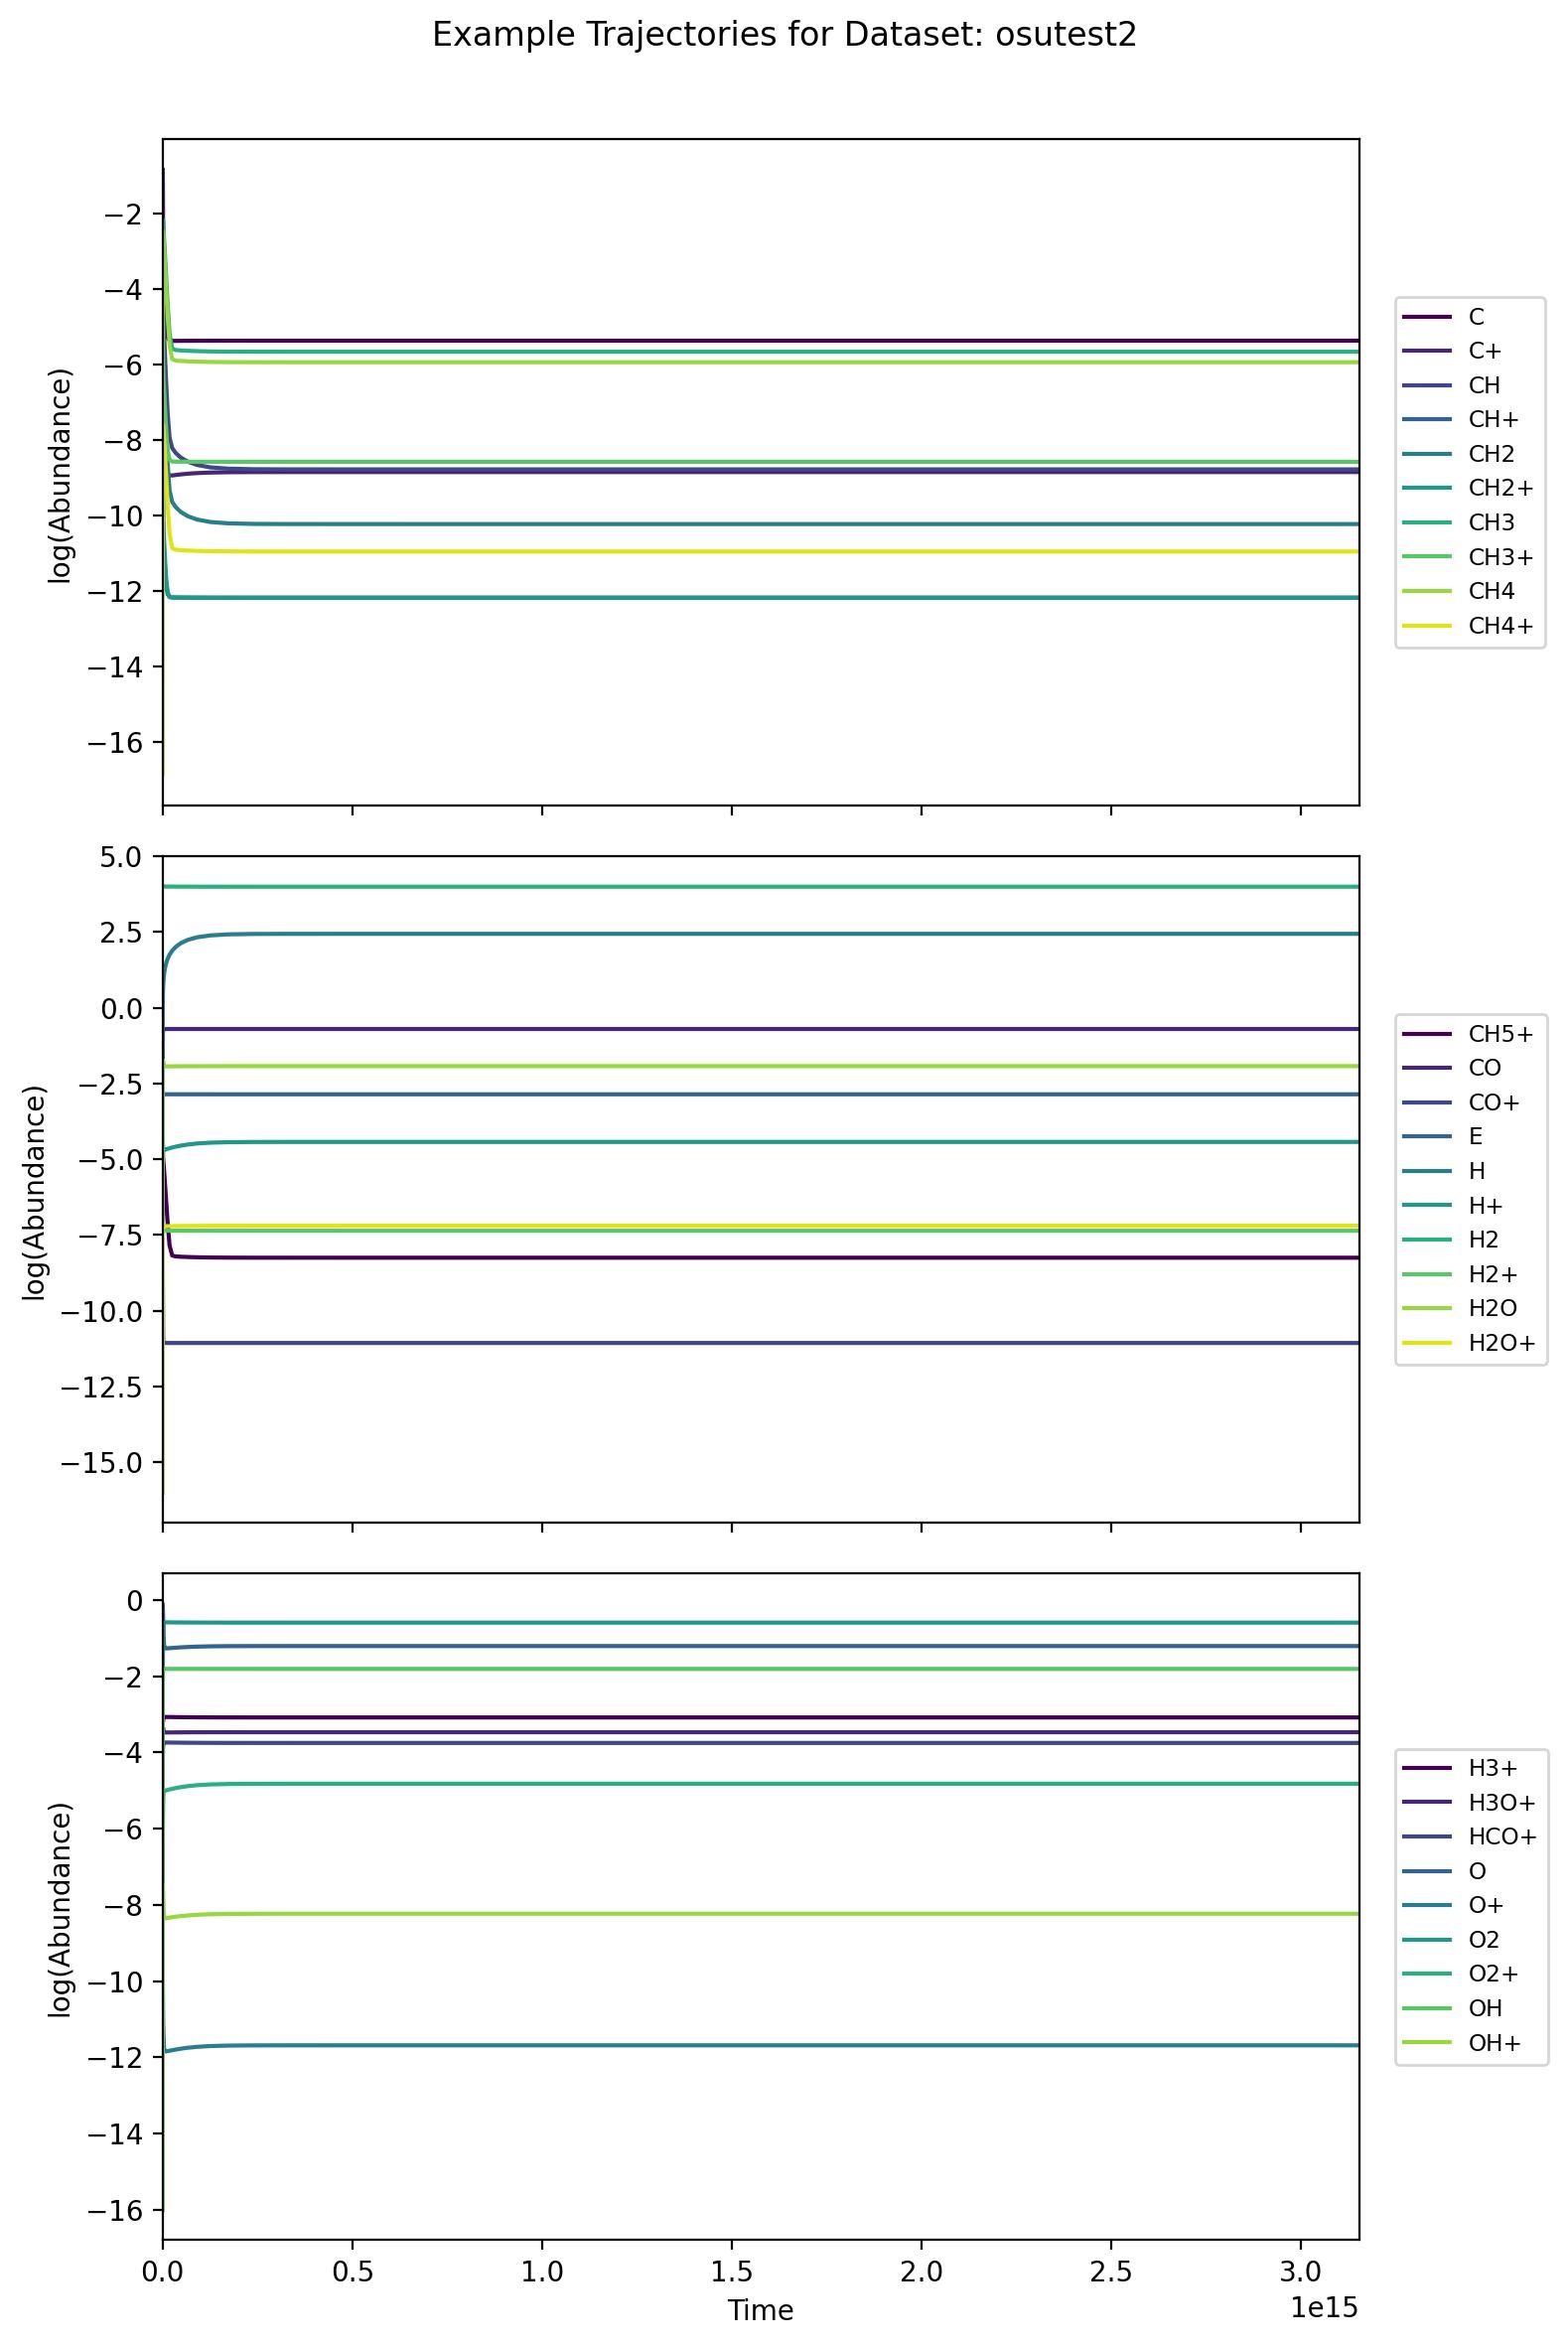 Example Trajectories for Dataset: osutest2
−2
−4
−6
−8
−10
−12
−14
−16
log(Abundance)
C
C+
CH
CH+
CH2
CH2+
CH3
CH3+
CH4
CH4+
5.0
2.5
0.0
−2.5
−5.0
−7.5
−10.0
−12.5
−15.0
log(Abundance)
CH5+
CO
CO+
E
H
H+
H2
H2+
H2O
H2O+
0
−2
−4
−6
−8
−10
−12
−14
−16
log(Abundance)
H3+
H3O+
HCO+
O
O+
O2
O2+
OH
OH+
0.0 0.5 1.0 1.5 2.0 2.5 3.0
Time
1e15